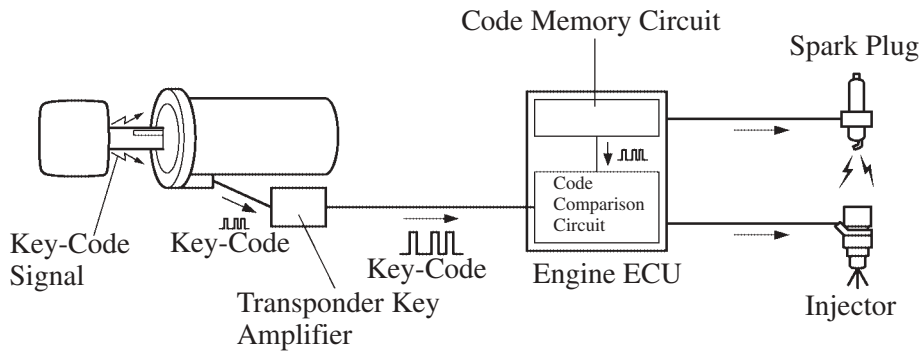 Code Memory Circuit
Spark Plug
Code
Comparison
Circuit
Key-Code
Signal
Key-Code
Key-Code
Transponder Key
Amplifier
Engine ECU
Injector